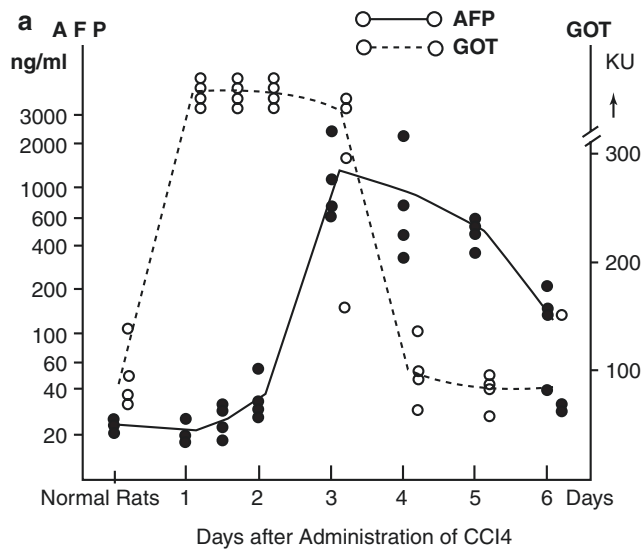 a
AFP
GOT
A F P
ng/ml
GOT
KU
3000
2000
1000
600
400
200
100
60
40
20
300
200
100
Normal Rats 1 2 3 4 5 6 Days
Days after Administration of CCl4